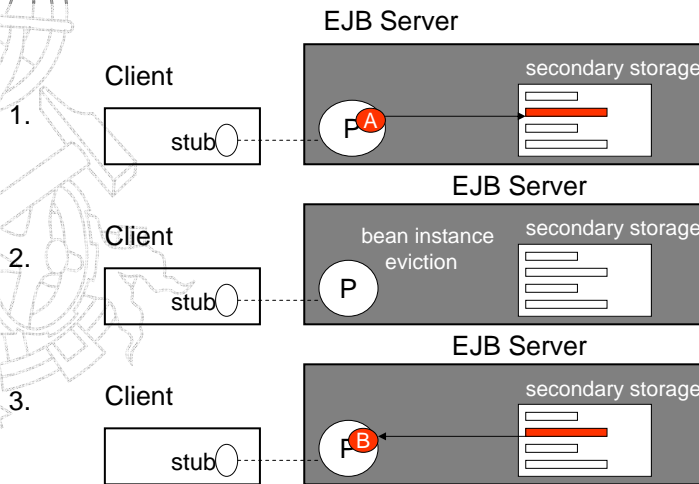 EJB Server
Client
secondary storage
1.
P
A
stub
EJB Server
Client
bean instance
eviction
secondary storage
2.
P
stub
EJB Server
Client
secondary storage
3.
P
B
stub